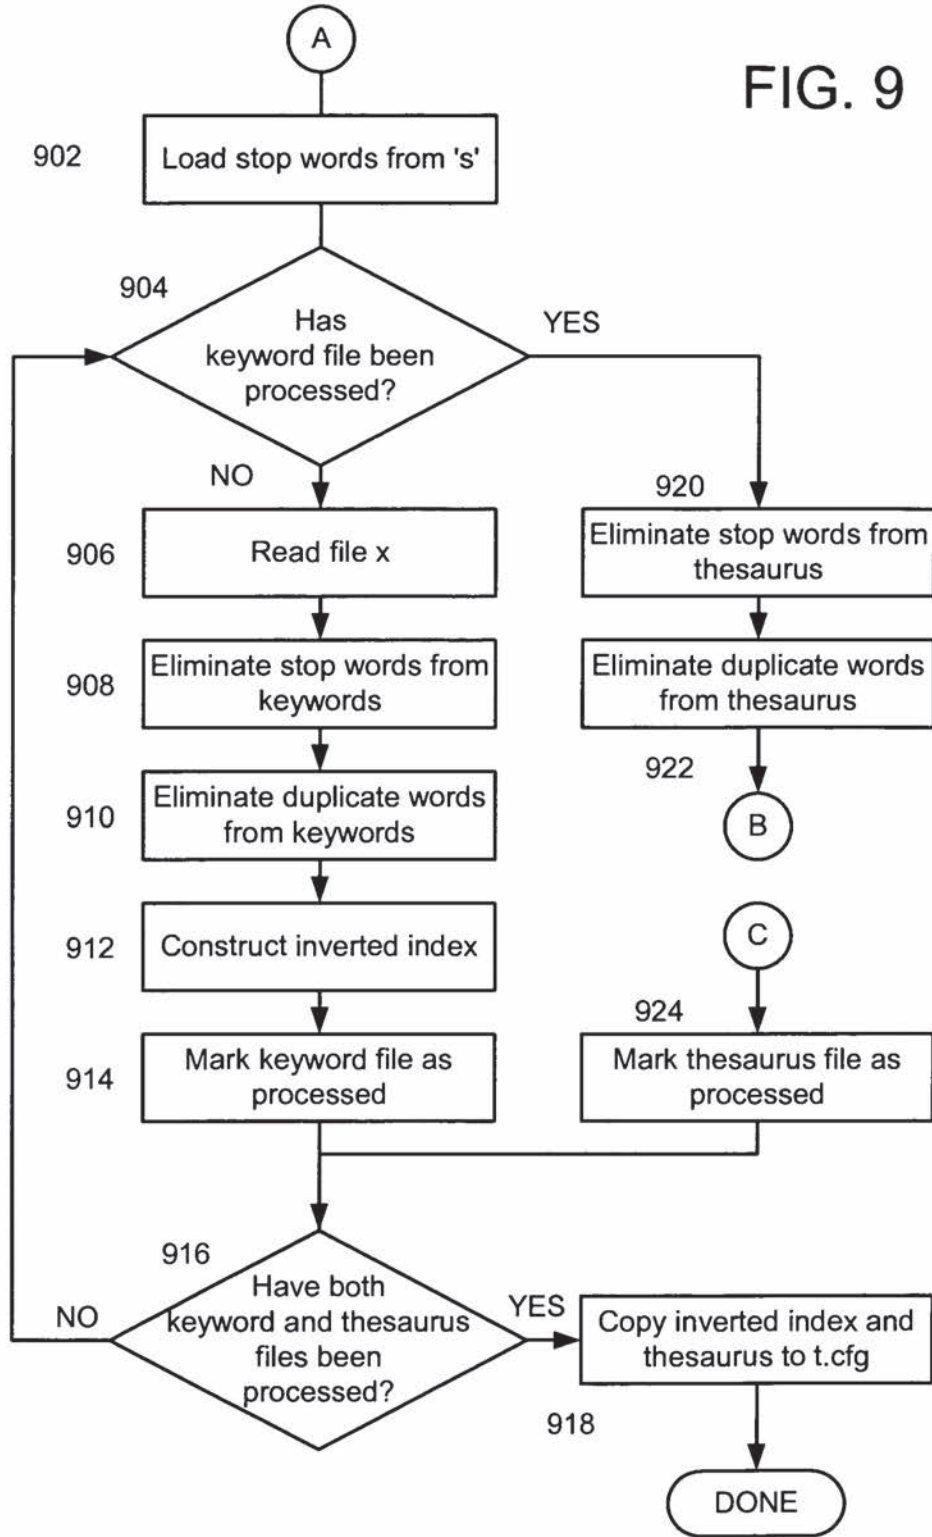 A
FIG. 9
902
Load stop words from 's'
904
Has
keyword file been
processed?
YES
NO
920
906
Read file x
Eliminate stop words from
thesaurus
908
Eliminate stop words from
keywords
Eliminate duplicate words
from thesaurus
922
910
Eliminate duplicate words
from keywords
B
912
Construct inverted index
C
924
914
Mark keyword file as
processed
Mark thesaurus file as
processed
916
Have both
keyword and thesaurus
files been
processed?
NO
YES
Copy inverted index and
thesaurus to t.cfg
918
DONE